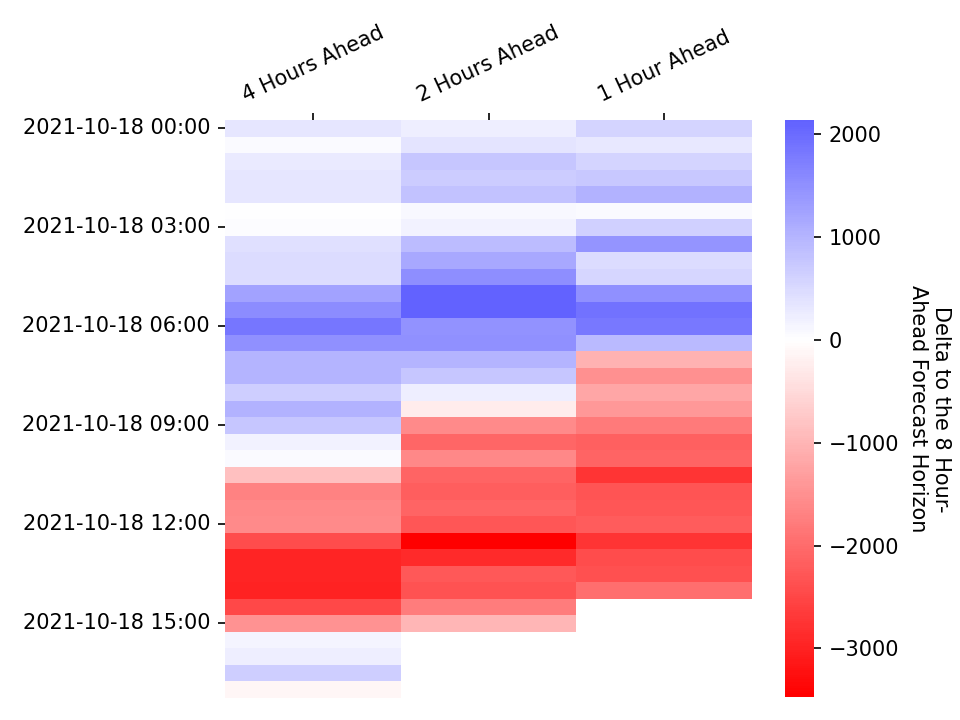 4 Hours Ahead
2 Hours Ahead
1 Hour Ahead
2021-10-18 00:00
2021-10-18 03:00
2021-10-18 06:00
2021-10-18 09:00
2021-10-18 12:00
2021-10-18 15:00
2000
1000
0
−1000
−2000
−3000
Delta to the 8 Hour-
Ahead Forecast Horizon